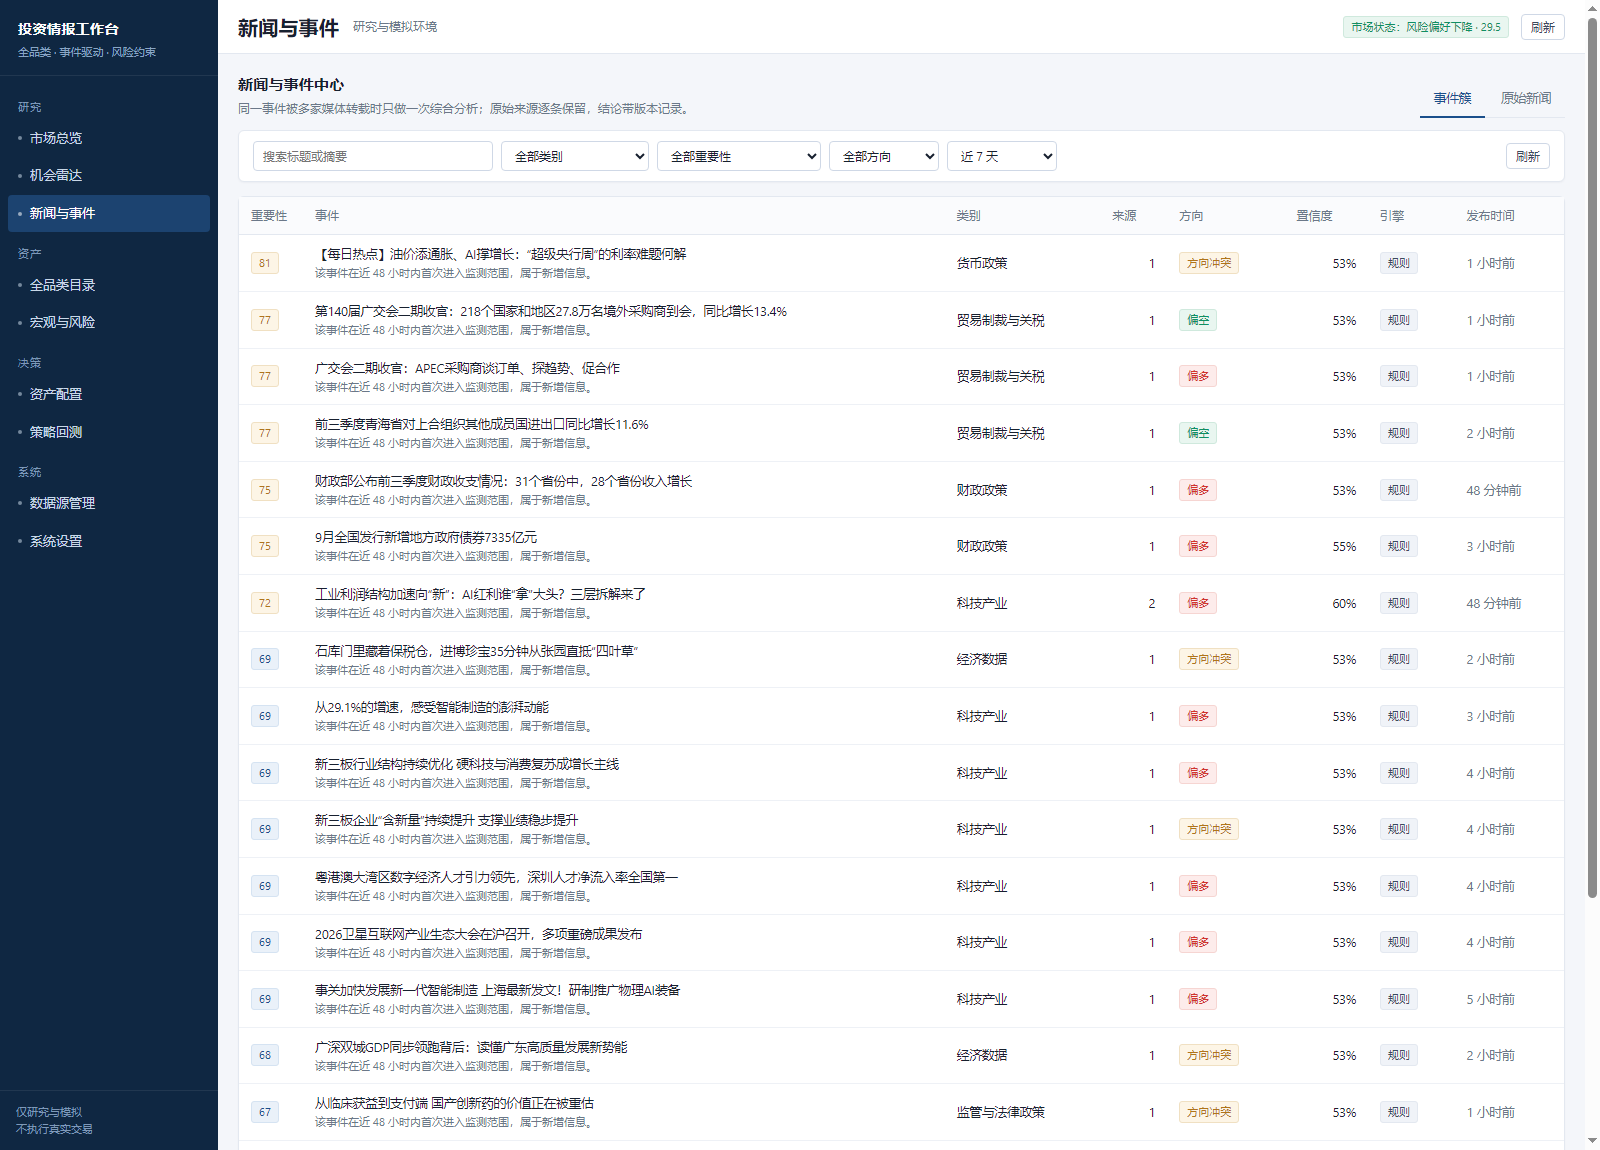 投资情报工作台
全品类 · 事件驱动 · 风险约束
研究
市场总览
机会雷达
新闻与事件
资产
全品类目录
宏观与风险
决策
资产配置
策略回测
系统
数据源管理
系统设置
仅研究与模拟
不执行真实交易
新闻与事件 研究与模拟环境 市场状态：风险偏好下降 · 29.5 刷新
新闻与事件中心
同一事件被多家媒体转载时只做一次综合分析；原始来源逐条保留，结论带版本记录。
事件簇 原始新闻
搜索标题或摘要 全部类别 全部重要性 全部方向 近 7 天 刷新
重要性 事件 类别 来源 方向 置信度 引擎 发布时间
81 【每日热点】油价添通胀、AI撑增长：“超级央行周”的利率难题何解 货币政策 1 方向冲突 53% 规则 1 小时前
该事件在近 48 小时内首次进入监测范围，属于新增信息。
77 第140届广交会二期收官：218个国家和地区27.8万名境外采购商到会，同比增长13.4% 贸易制裁与关税 1 偏空 53% 规则 1 小时前
该事件在近 48 小时内首次进入监测范围，属于新增信息。
77 广交会二期收官：APEC采购商谈订单、探趋势、促合作 贸易制裁与关税 1 偏多 53% 规则 1 小时前
该事件在近 48 小时内首次进入监测范围，属于新增信息。
77 前三季度青海省对上合组织其他成员国进出口同比增长11.6% 贸易制裁与关税 1 偏空 53% 规则 2 小时前
该事件在近 48 小时内首次进入监测范围，属于新增信息。
75 财政部公布前三季度财政收支情况：31个省份中，28个省份收入增长 财政政策 1 偏多 53% 规则 48 分钟前
该事件在近 48 小时内首次进入监测范围，属于新增信息。
75 9月全国发行新增地方政府债券7335亿元 财政政策 1 偏多 55% 规则 3 小时前
该事件在近 48 小时内首次进入监测范围，属于新增信息。
72 工业利润结构加速向“新”：AI红利谁“拿”大头？三层拆解来了 科技产业 2 偏多 60% 规则 48 分钟前
该事件在近 48 小时内首次进入监测范围，属于新增信息。
69 石库门里藏着保税仓，进博珍宝35分钟从张园直抵“四叶草” 经济数据 1 方向冲突 53% 规则 2 小时前
该事件在近 48 小时内首次进入监测范围，属于新增信息。
69 从29.1%的增速，感受智能制造的澎湃动能 科技产业 1 偏多 53% 规则 3 小时前
该事件在近 48 小时内首次进入监测范围，属于新增信息。
69 新三板行业结构持续优化 硬科技与消费复苏成增长主线 科技产业 1 偏多 53% 规则 4 小时前
该事件在近 48 小时内首次进入监测范围，属于新增信息。
69 新三板企业“含新量”持续提升 支撑业绩稳步提升 科技产业 1 方向冲突 53% 规则 4 小时前
该事件在近 48 小时内首次进入监测范围，属于新增信息。
69 粤港澳大湾区数字经济人才引力领先，深圳人才净流入率全国第一 科技产业 1 偏多 53% 规则 4 小时前
该事件在近 48 小时内首次进入监测范围，属于新增信息。
69 2026卫星互联网产业生态大会在沪召开，多项重磅成果发布 科技产业 1 偏多 53% 规则 4 小时前
该事件在近 48 小时内首次进入监测范围，属于新增信息。
69 事关加快发展新一代智能制造 上海最新发文！研制推广物理AI装备 科技产业 1 偏多 53% 规则 5 小时前
该事件在近 48 小时内首次进入监测范围，属于新增信息。
68 广深双城GDP同步领跑背后：读懂广东高质量发展新势能 经济数据 1 方向冲突 53% 规则 2 小时前
该事件在近 48 小时内首次进入监测范围，属于新增信息。
67 从临床获益到支付端 国产创新药的价值正在被重估 监管与法律政策 1 方向冲突 53% 规则 1 小时前
该事件在近 48 小时内首次进入监测范围，属于新增信息。